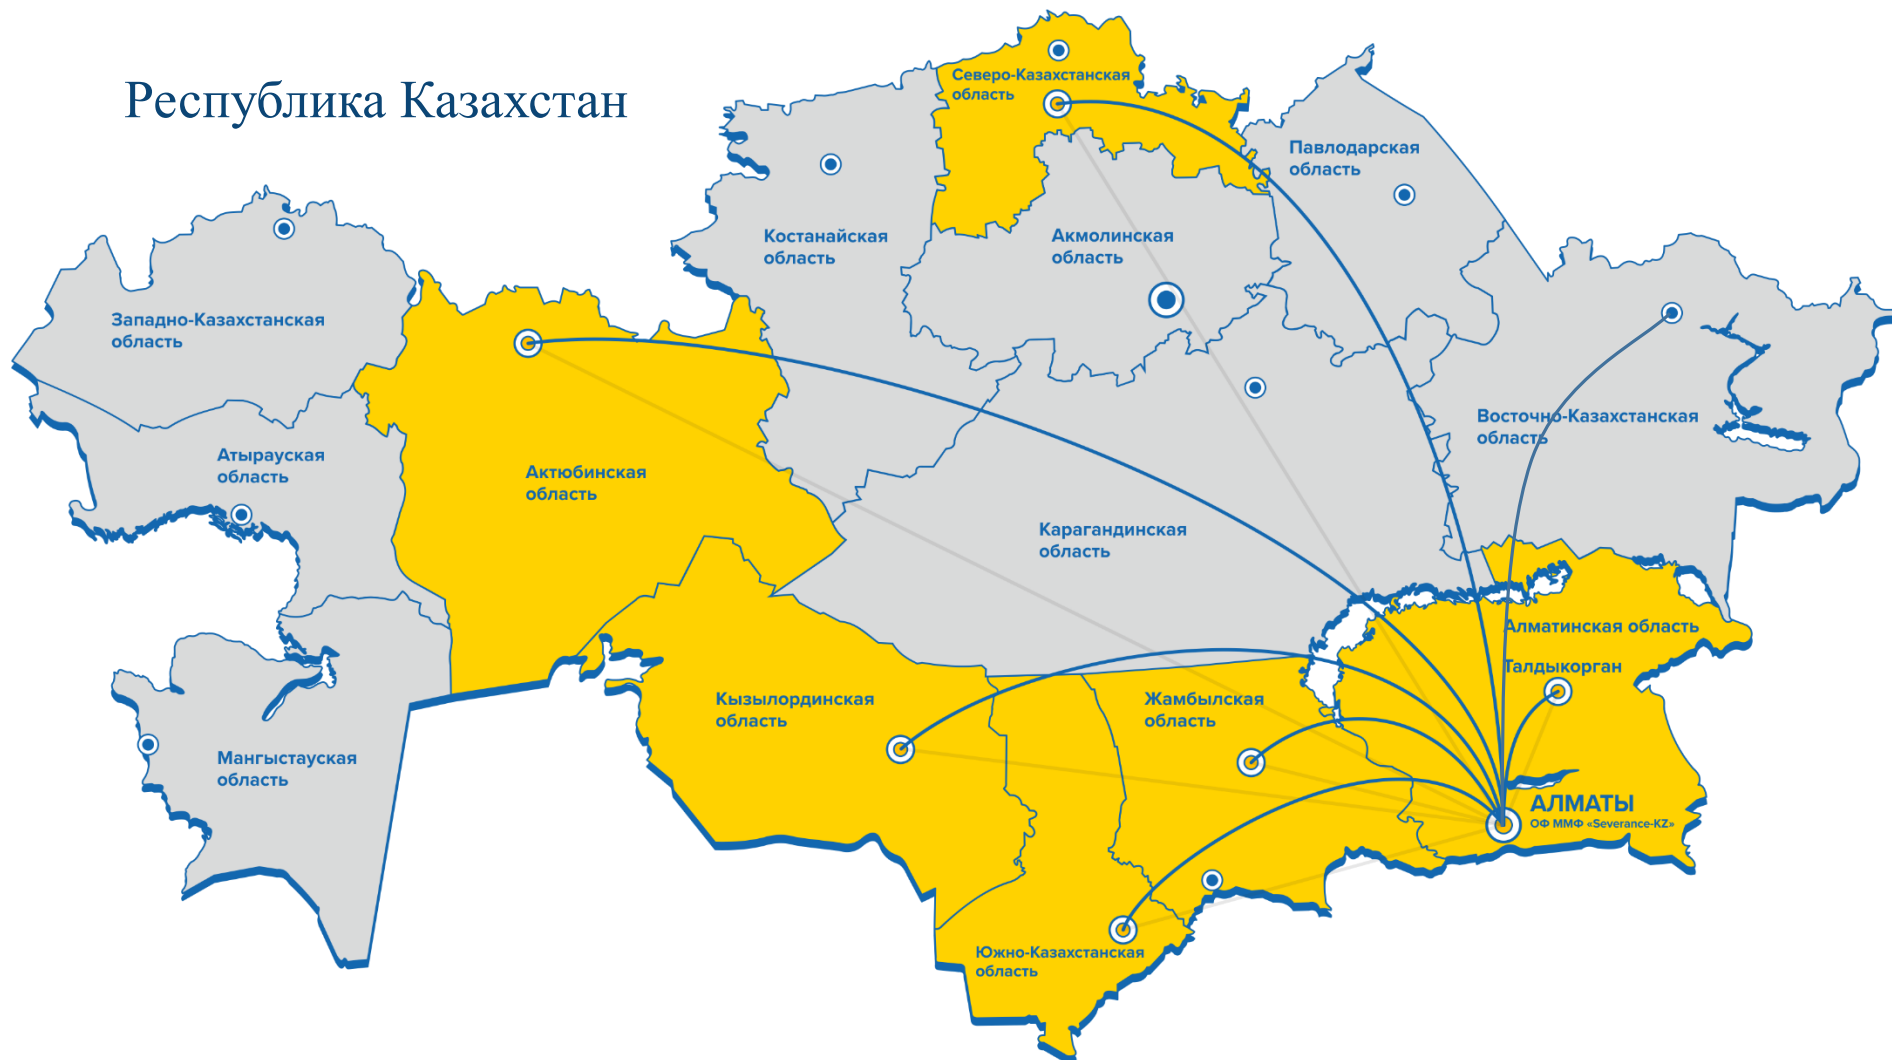 Республика Казахстан
Северо-Казахстанская
область
Павлодарская
область
Костанайская
область
Акмолинская
область
Западно-Казахстанская
область
Восточно-Казахстанская
область
Атырауская
область
Актюбинская
область
Карагандинская
область
Алматинская область
Талдыкорган
Кызылординская
область
Жамбылская
область
Мангыстауская
область
АЛМАТЫ
ОФ ММФ «Severance-KZ»
Южно-Казахстанская
область